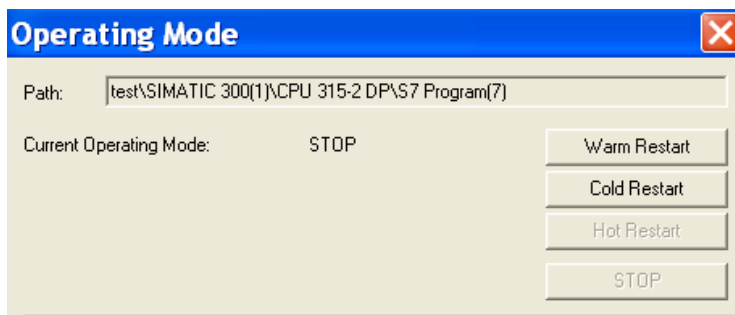 Operating Mode
Path: test\SIMATIC 300(1)\CPU 315-2 DP\S7 Program(7)
Current Operating Mode: STOP Warm Restart
Cold Restart
Hot Restart
STOP